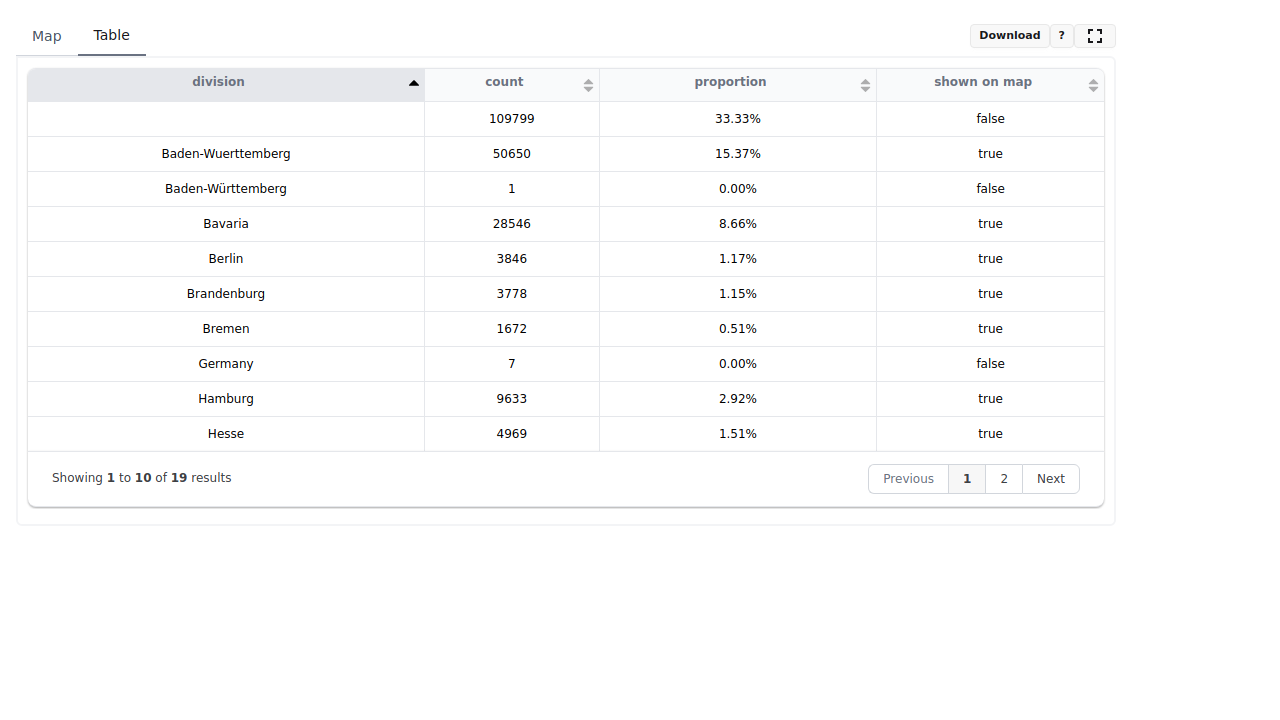 Map Table Download ?
division count proportion shown on map
109799 33.33% false
Baden-Wuerttemberg 50650 15.37% true
Baden-Württemberg 1 0.00% false
Bavaria 28546 8.66% true
Berlin 3846 1.17% true
Brandenburg 3778 1.15% true
Bremen 1672 0.51% true
Germany 7 0.00% false
Hamburg 9633 2.92% true
Hesse 4969 1.51% true
Showing 1 to 10 of 19 results Previous 1 2 Next